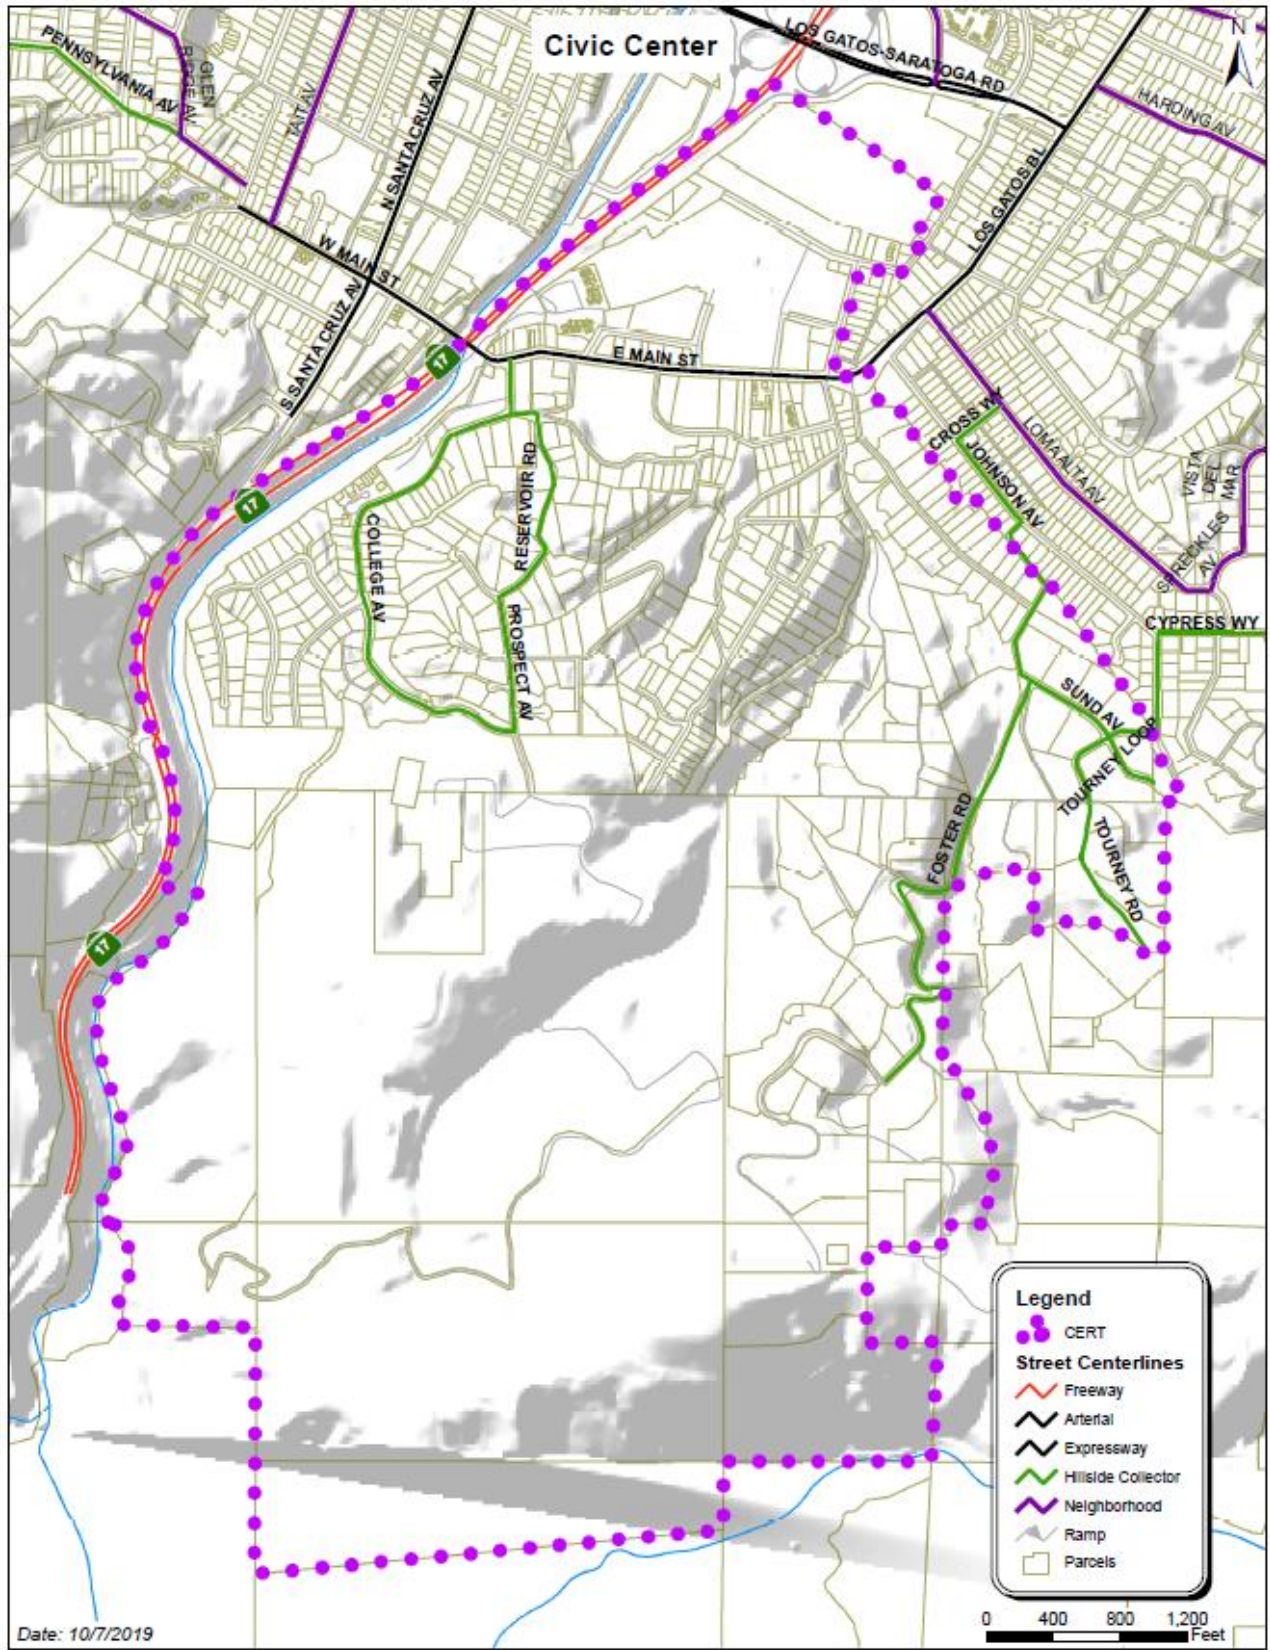 Civic Center
N
LOS GATOS-SARATOGA RD
PENNSYLVANIA AV
GLEN
RIDGE AV
TAIT AV
N SANTA CRUZ AV
HARDING AV
LOS GATOS BL
W MAIN ST
S SANTA CRUZ AV
17
E MAIN ST
CROSS WY
JOHNSON AV
LOMA ALTA AV
VISTA
DEL
MAR
SPRECKLES
AV
17
COLLEGE AV
RESERVOIR RD
PROSPECT AV
CYPRESS WY
SUND AV
TOURNEY LOOP
FOSTER RD
TOURNEY RD
17
Legend
CERT
Street Centerlines
Freeway
Arterial
Expressway
Hillside Collector
Neighborhood
Ramp
Parcels
0 400 800 1,200
Feet
Date: 10/7/2019